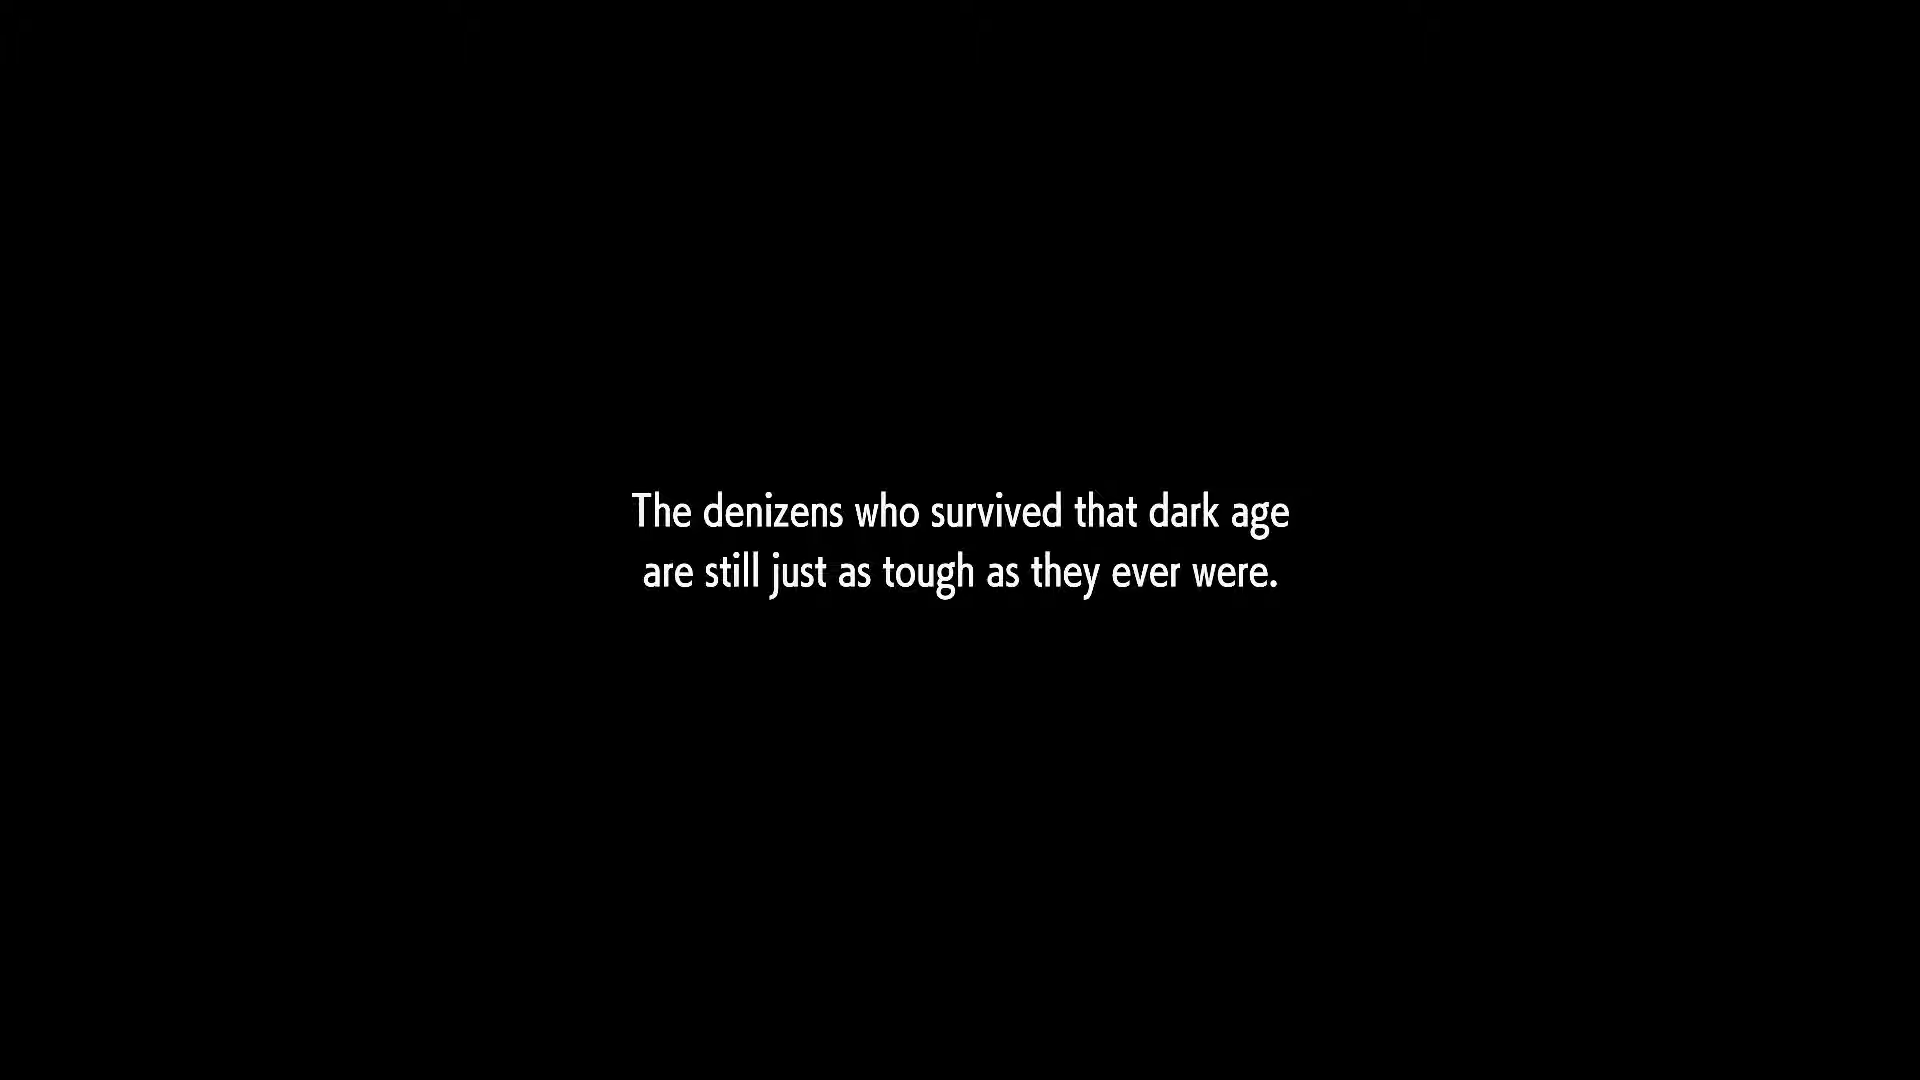 The denizens who survived that dark age
are still just as tough as they ever were.